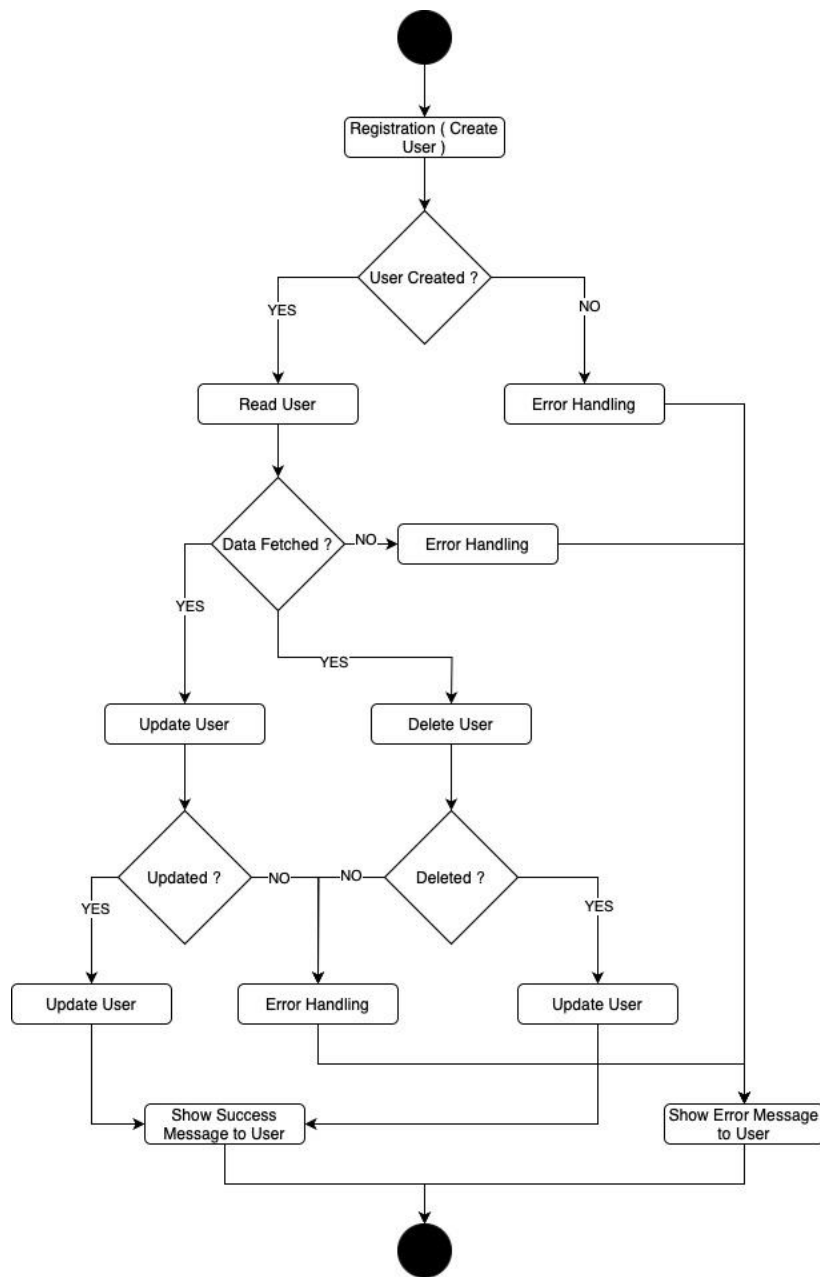 Registration ( Create
User )
User Created ?
YES
NO
Read User
Error Handling
Data Fetched ?
NO
Error Handling
YES
YES
Update User
Delete User
Updated ?
NO
NO
Deleted ?
YES
YES
Update User
Error Handling
Update User
Show Success
Message to User
Show Error Message
to User